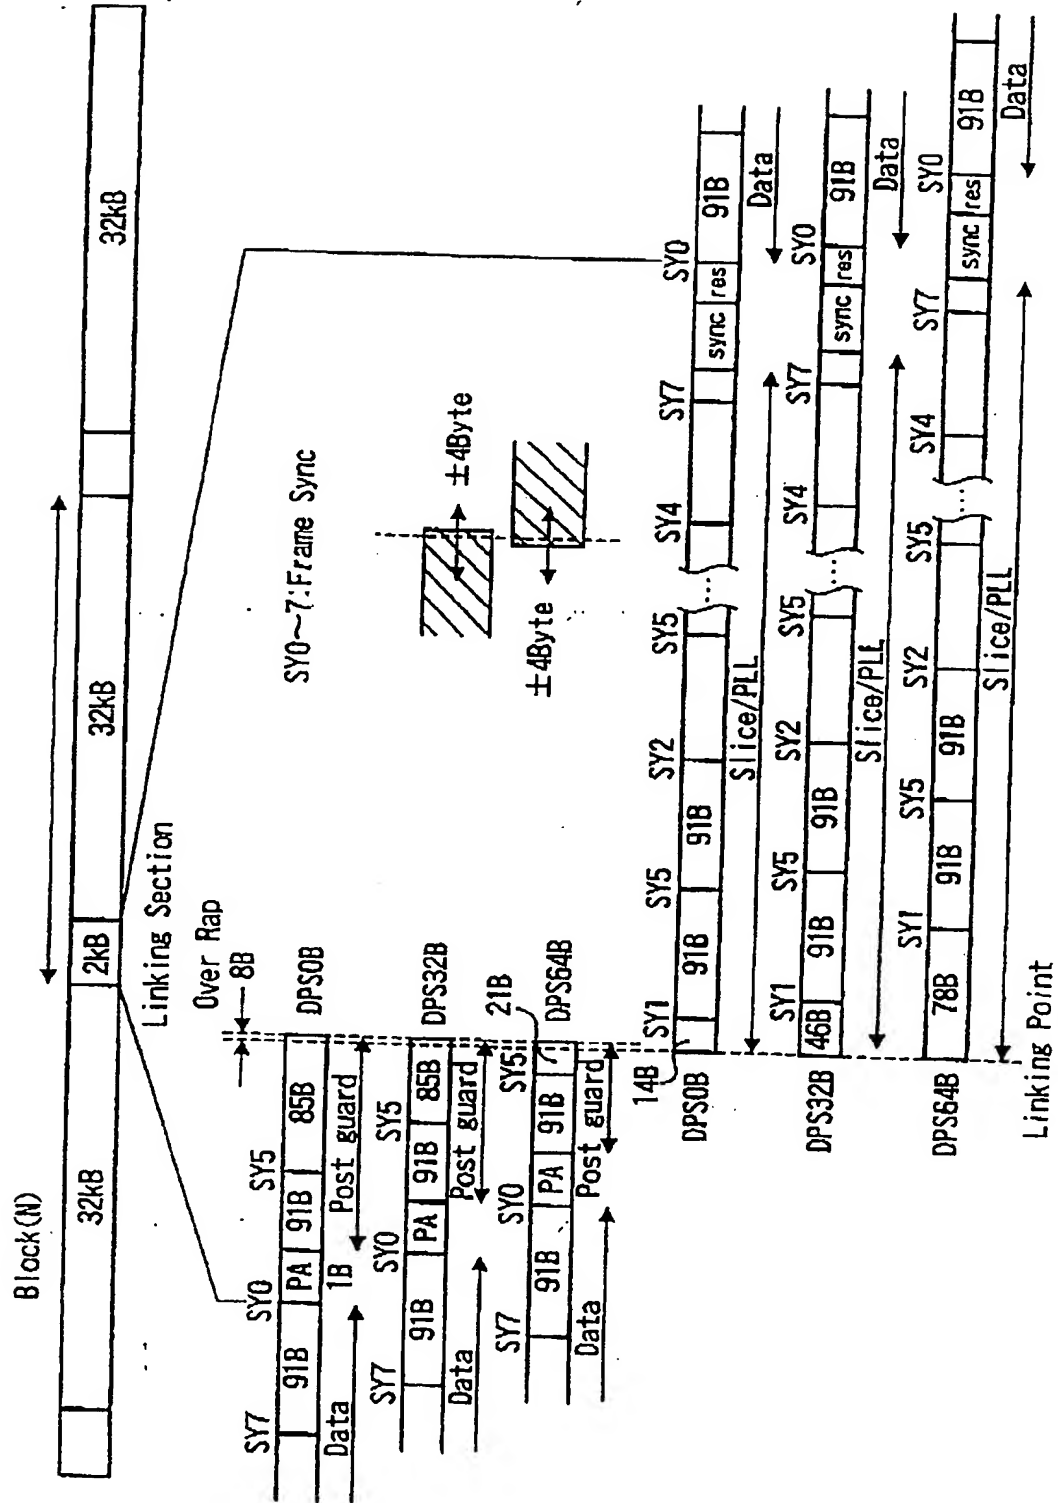 Block(N)
32kB
2kB
32kB
32kB
Linking Section
Over Rap
8B
SY0~7:Frame Sync
±4Byte
±4Byte
SY7 SY0 SY5
91B PA 91B 85B DPS0B
Data 1B Post guard
SY7 SY0 SY5
91B PA 91B 85B DPS32B
Data Post guard
21B
SY7 SY0 SY5
91B PA 91B DPS64B
Data Post guard
14B SY1 SY5 SY2 SY5 SY4 SY7 SY0
DPS0B 91B 91B ..... sync res 91B
Slice/PLL Data
SY1 SY5 SY2 SY5 SY4 SY7 SY0
DPS32B 46B 91B 91B ..... sync res 91B
Slice/PLL Data
SY1 SY5 SY2 SY5 SY4 SY7 SY0
DPS64B 78B 91B 91B ..... sync res 91B
Slice/PLL Data
Linking Point